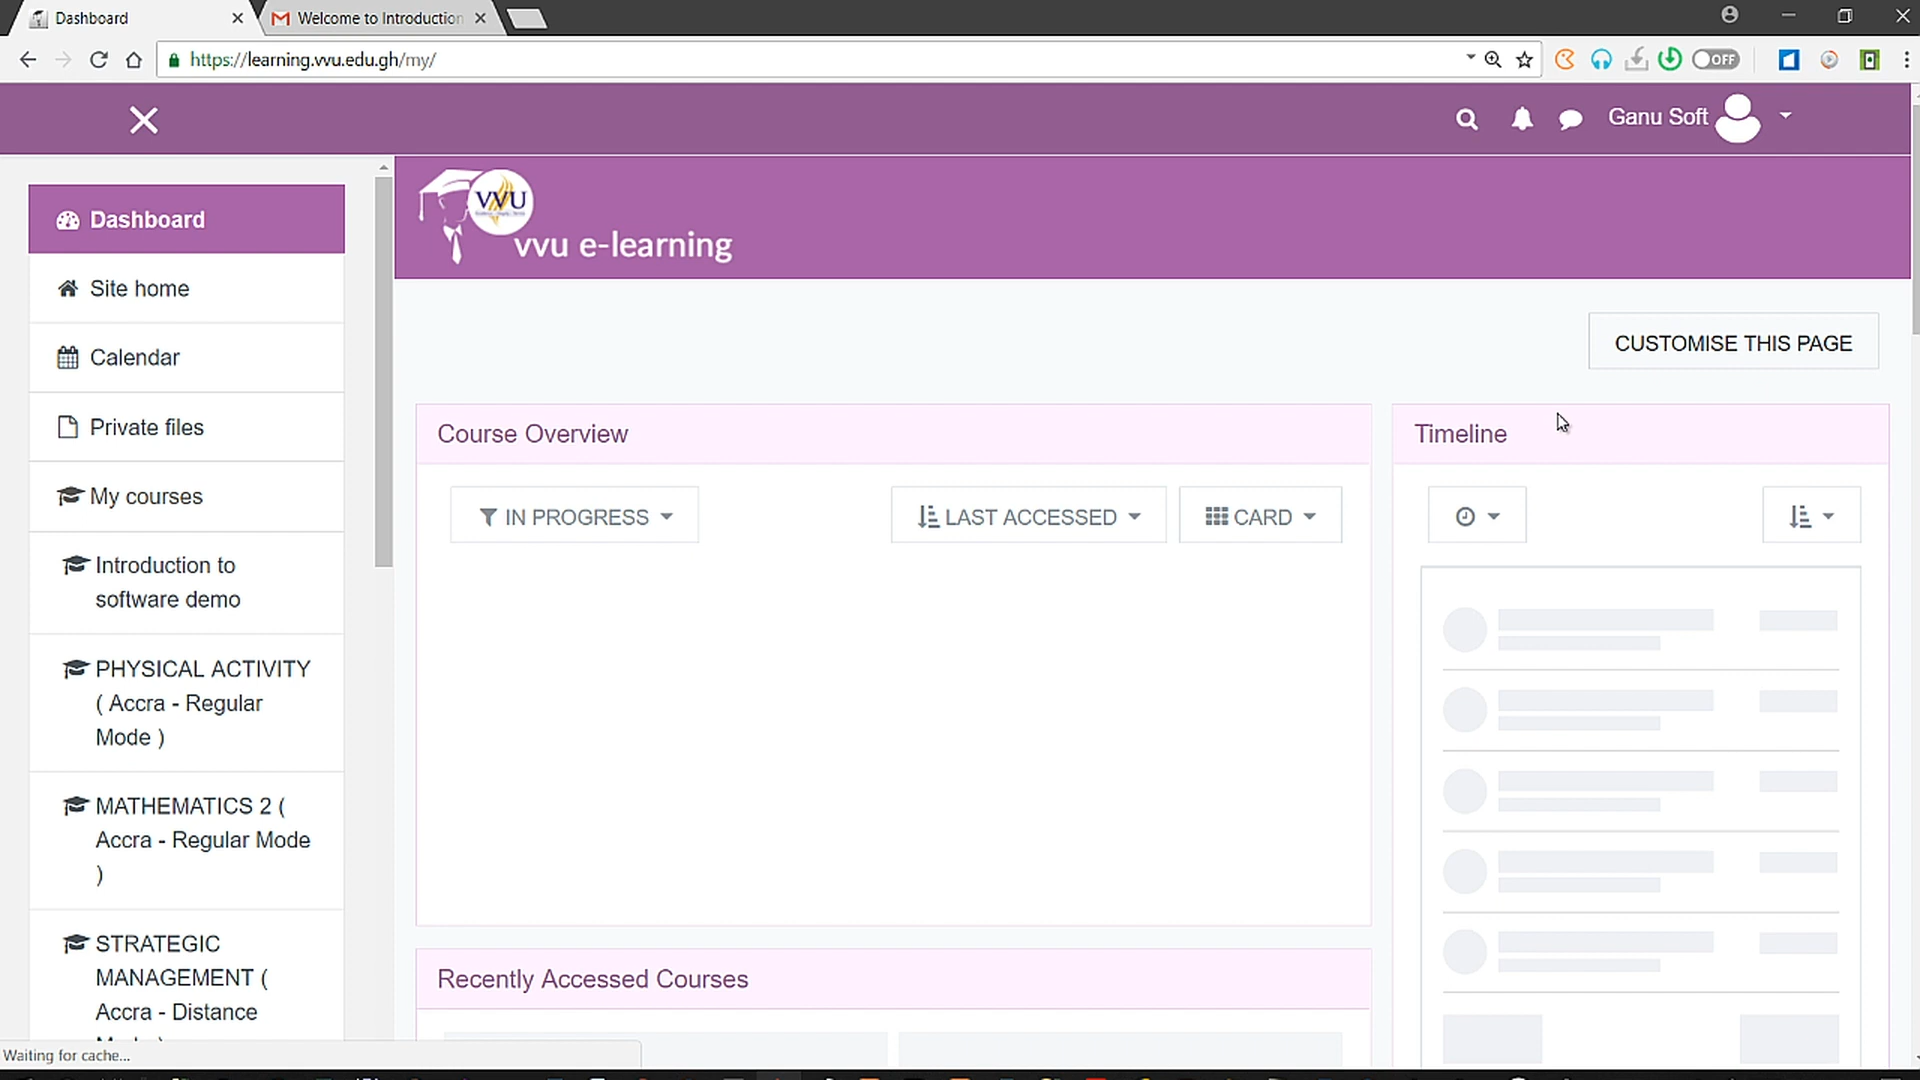 Dashboard
Welcome to Introduction
https://learning.vvu.edu.gh/my/
OFF
Ganu Soft
VVU
vvu e-learning
Dashboard
Site home
Calendar
Private files
My courses
Introduction to
software demo
PHYSICAL ACTIVITY
( Accra - Regular
Mode )
MATHEMATICS 2 (
Accra - Regular Mode
)
STRATEGIC
MANAGEMENT (
Accra - Distance
CUSTOMISE THIS PAGE
Course Overview
IN PROGRESS
LAST ACCESSED
CARD
Timeline
Recently Accessed Courses
Waiting for cache...